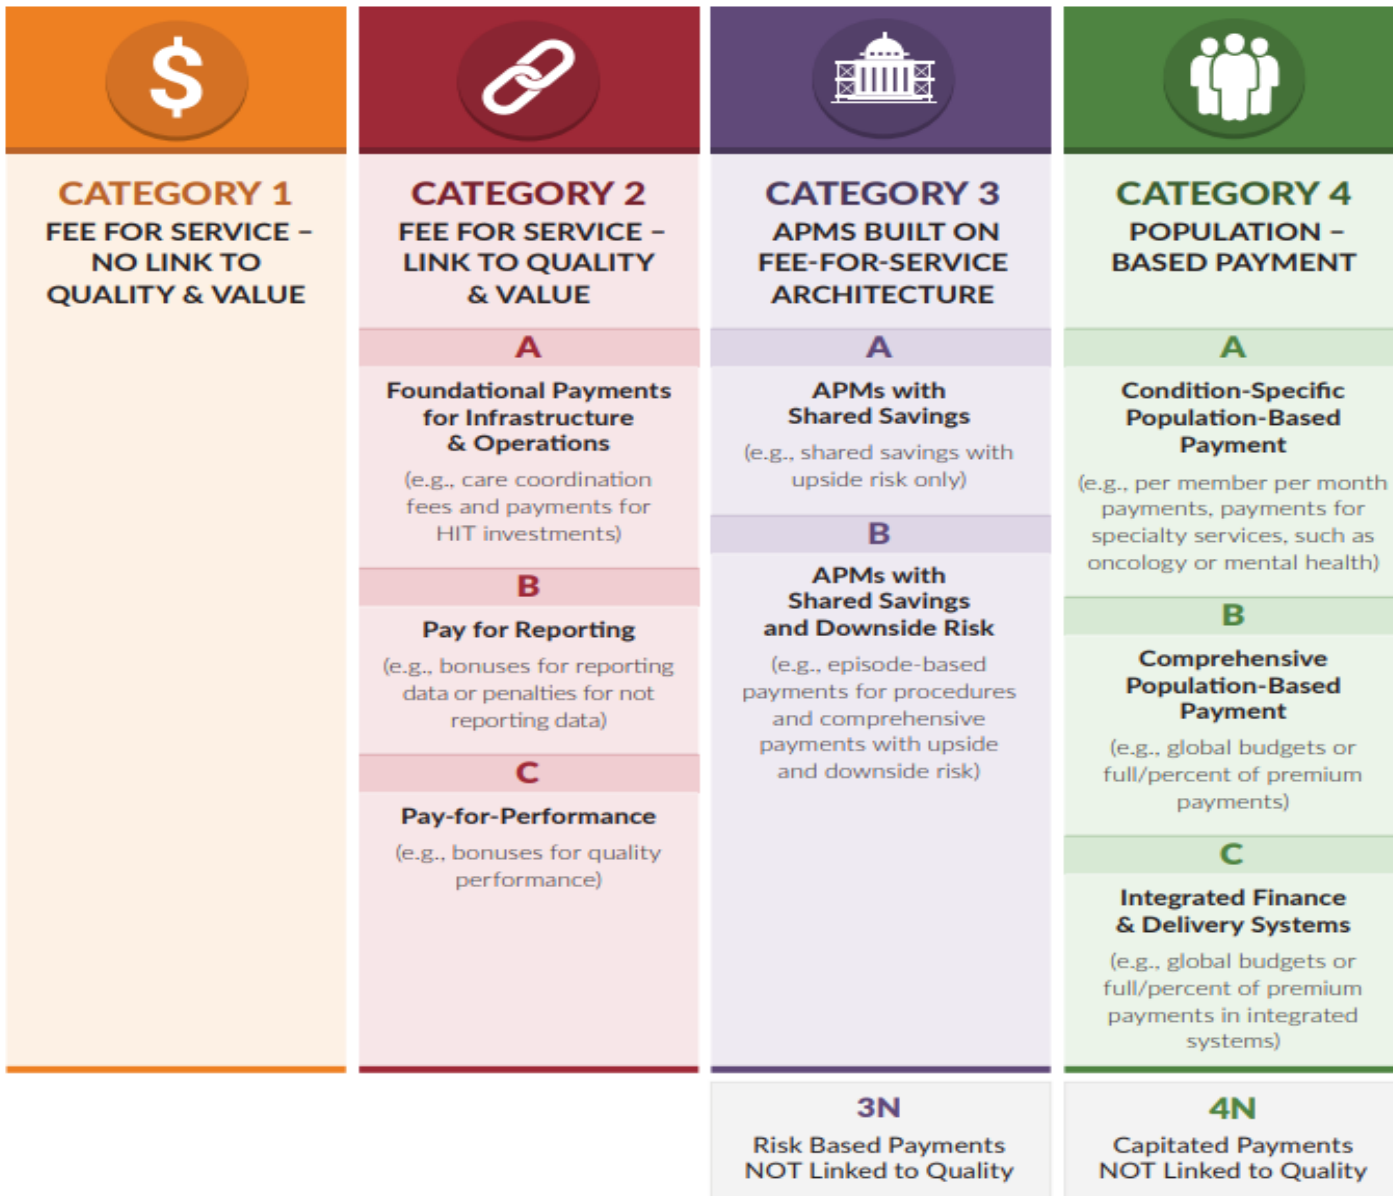 $
CATEGORY 1
FEE FOR SERVICE –
NO LINK TO
QUALITY & VALUE
CATEGORY 2
FEE FOR SERVICE –
LINK TO QUALITY
& VALUE
A
Foundational Payments
for Infrastructure
& Operations
(e.g., care coordination
fees and payments for
HIT investments)
B
Pay for Reporting
(e.g., bonuses for reporting
data or penalties for not
reporting data)
C
Pay-for-Performance
(e.g., bonuses for quality
performance)
CATEGORY 3
APMS BUILT ON
FEE-FOR-SERVICE
ARCHITECTURE
A
APMs with
Shared Savings
(e.g., shared savings with
upside risk only)
B
APMs with
Shared Savings
and Downside Risk
(e.g., episode-based
payments for procedures
and comprehensive
payments with upside
and downside risk)
3N
Risk Based Payments
NOT Linked to Quality
CATEGORY 4
POPULATION –
BASED PAYMENT
A
Condition-Specific
Population-Based
Payment
(e.g., per member per month
payments, payments for
specialty services, such as
oncology or mental health)
B
Comprehensive
Population-Based
Payment
(e.g., global budgets or
full/percent of premium
payments)
C
Integrated Finance
& Delivery Systems
(e.g., global budgets or
full/percent of premium
payments in integrated
systems)
4N
Capitated Payments
NOT Linked to Quality